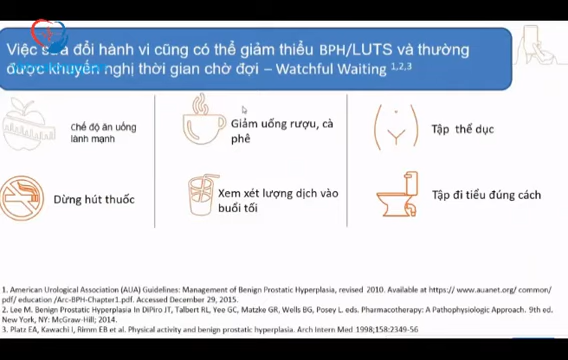 Việc sửa đổi hành vi cũng có thể giảm thiểu BPH/LUTS và thường
được khuyến nghị thời gian chờ đợi – Watchful Waiting 1,2,3
Chế độ ăn uống
lành mạnh
Giảm uống rượu, cà
phê
Tập thể dục
Dừng hút thuốc
Xem xét lượng dịch vào
buổi tối
Tập đi tiểu đúng cách
1. American Urological Association (AUA) Guidelines: Management of Benign Prostatic Hyperplasia, revised 2010. Available at https:// www.auanet.org/ common/
pdf/ education /Arc-BPH-Chapter1.pdf. Accessed December 29, 2015.
2. Lee M. Benign Prostatic Hyperplasia In DiPiro JT, Talbert RL, Yee GC, Matzke GR, Wells BG, Posey L. eds. Pharmacotherapy: A Pathophysiologic Approach. 9th ed.
New York, NY: McGraw-Hill; 2014.
3. Platz EA, Kawachi I, Rimm EB et al. Physical activity and benign prostatic hyperplasia. Arch Intern Med 1998;158:2349-56